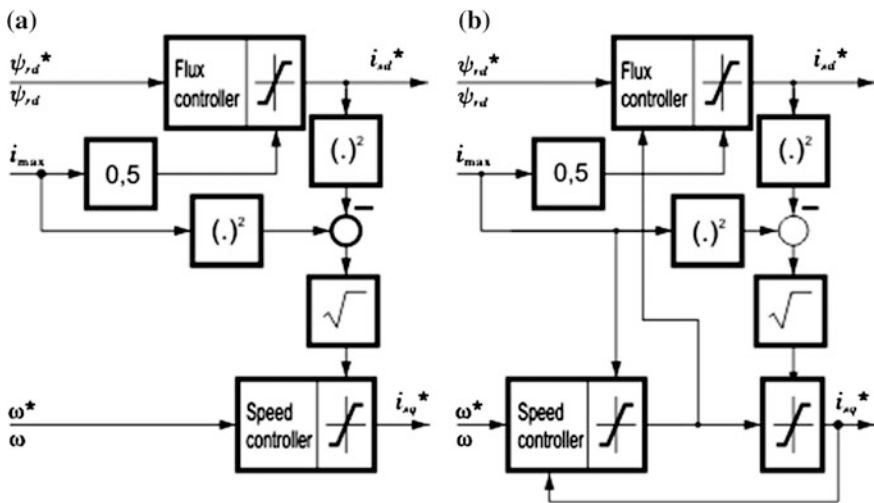 (a)
ψrd*
ψrd
Flux
controller
isd*
imax
0,5
(.)²
(.)²
−
√
ω*
ω
Speed
controller
isq*
(b)
ψrd*
ψrd
Flux
controller
isd*
imax
0,5
(.)²
(.)²
−
√
ω*
ω
Speed
controller
isq*